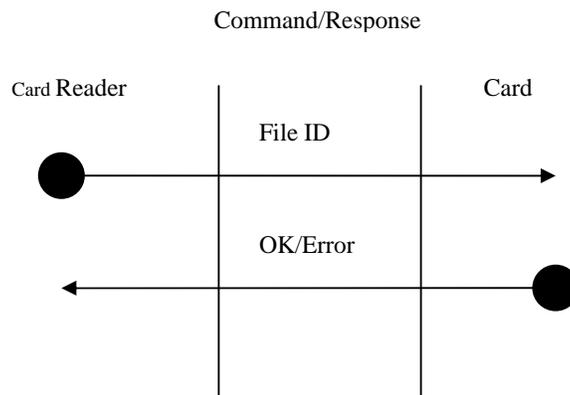 Command/Response
Card Reader
Card
File ID
OK/Error